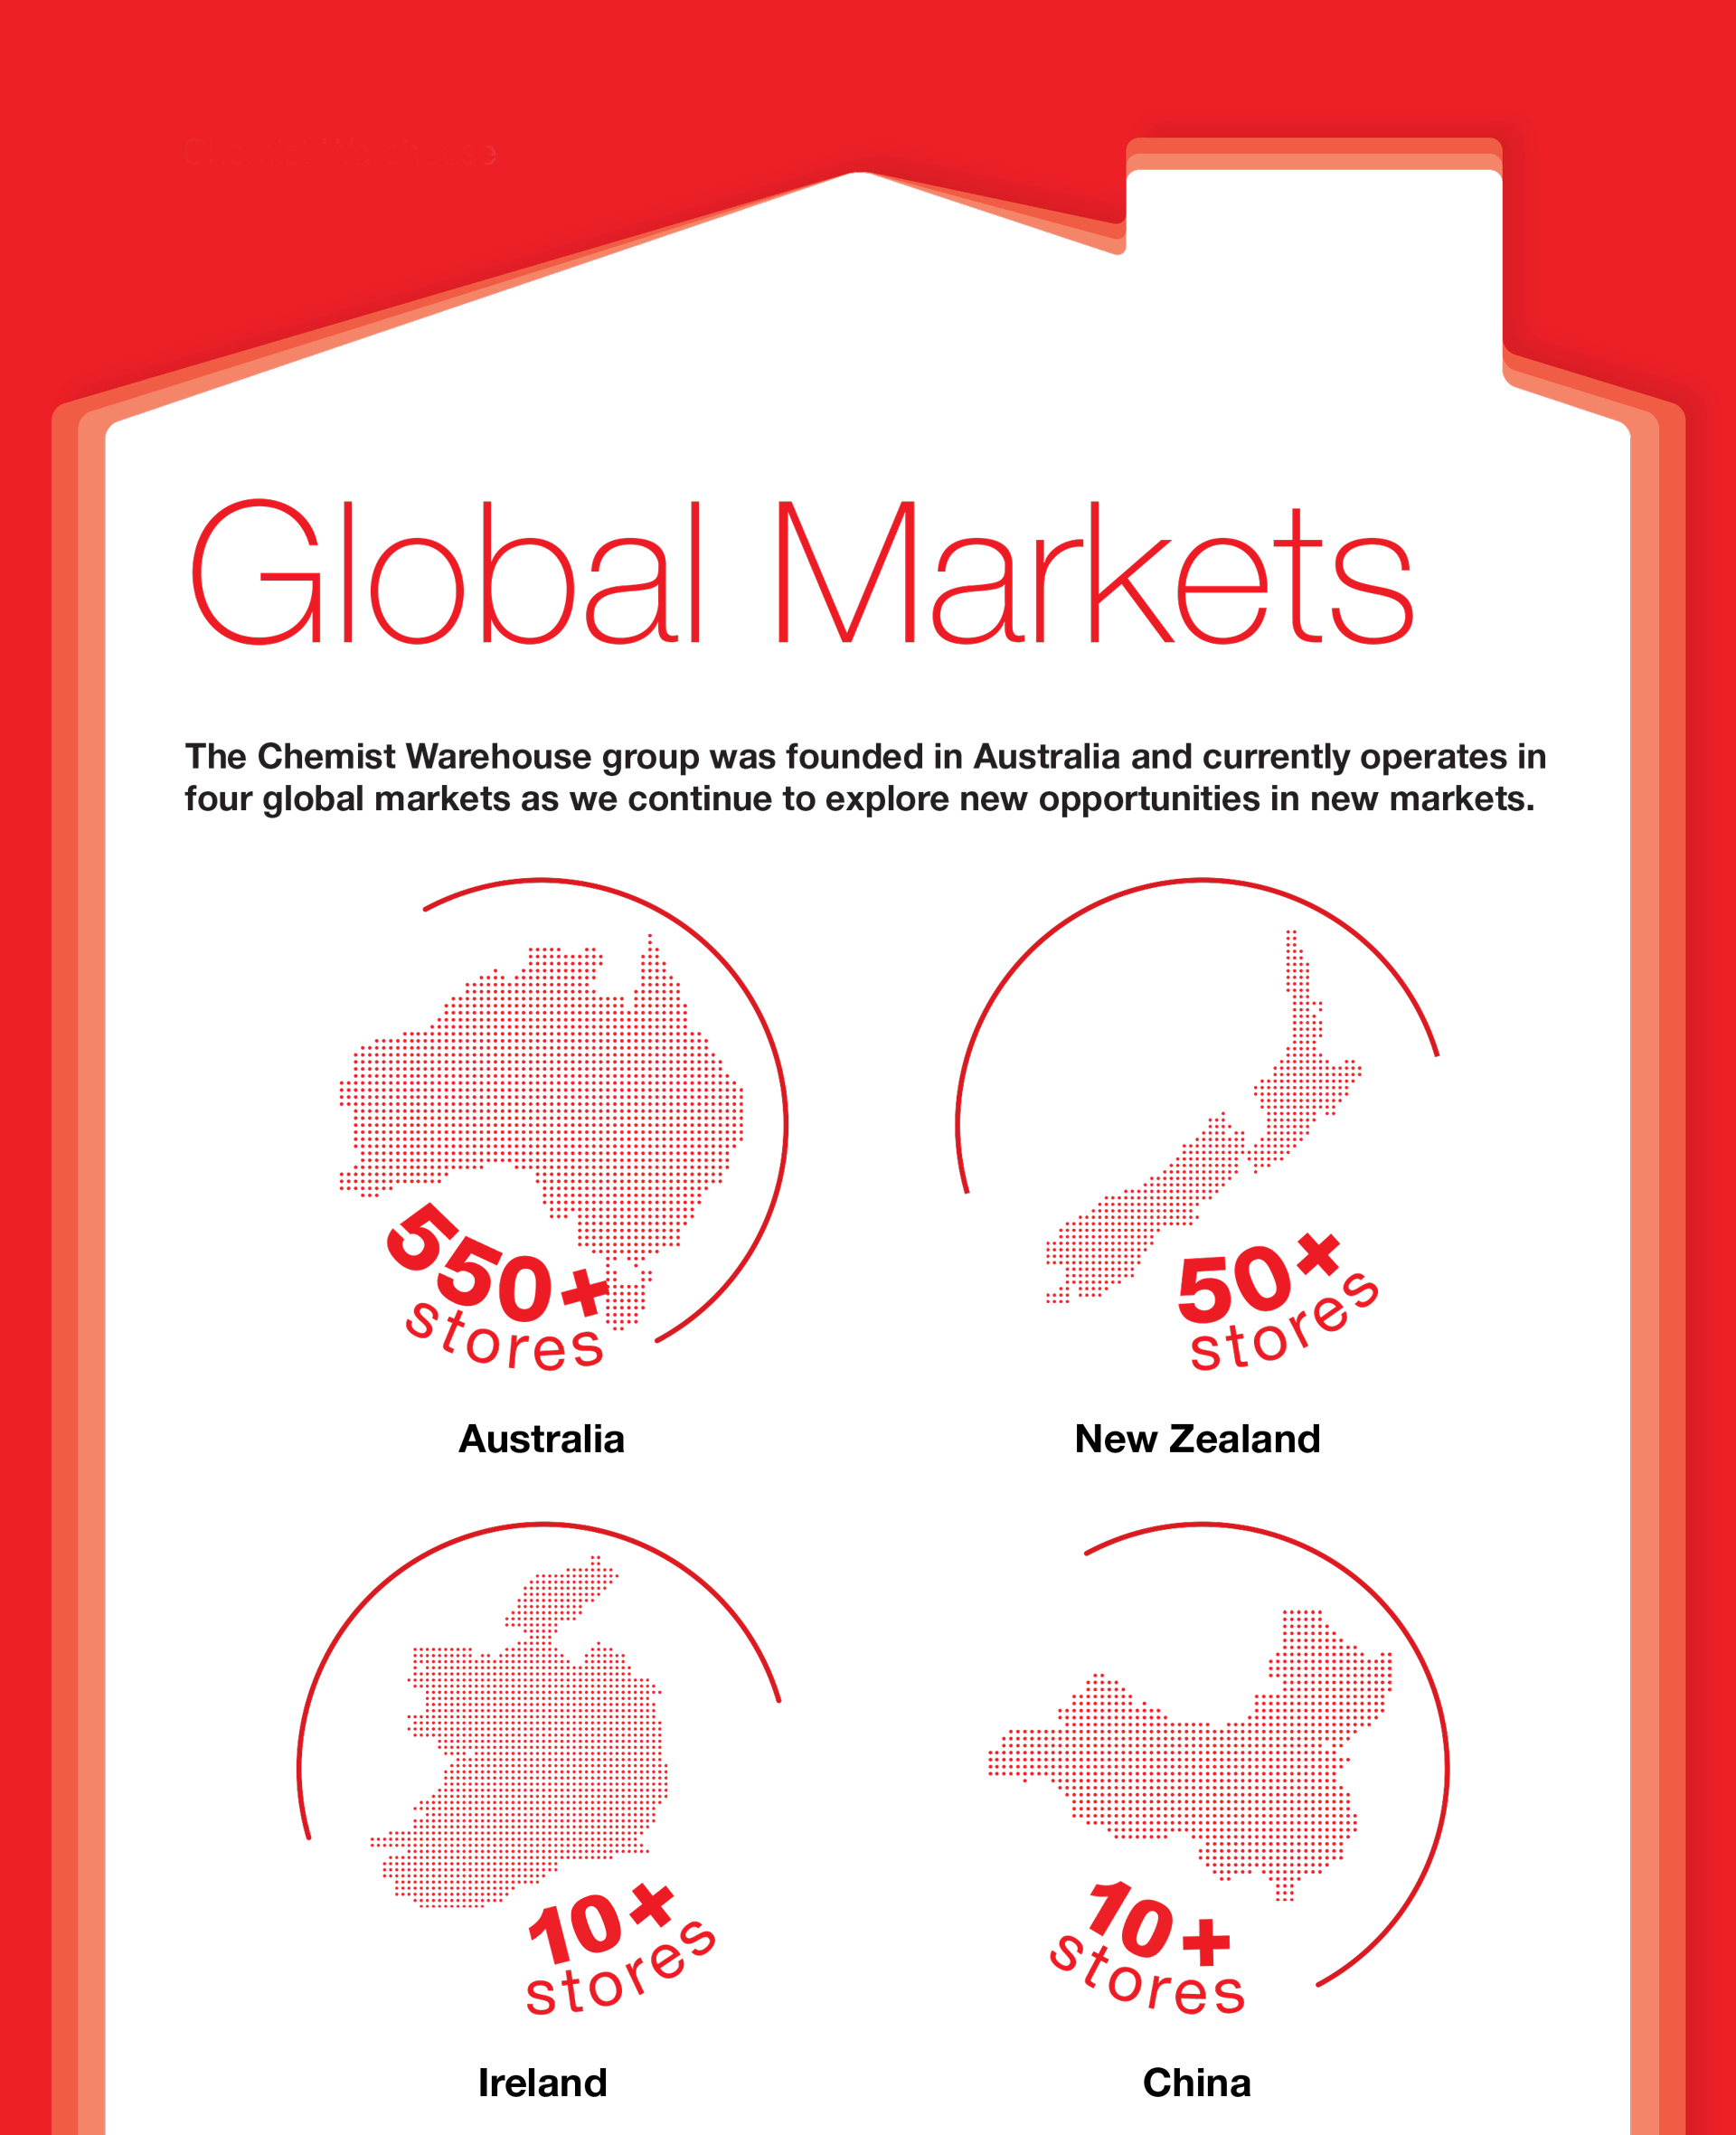 Chemist Warehouse
Global Markets
The Chemist Warehouse group was founded in Australia and currently operates in
four global markets as we continue to explore new opportunities in new markets.
550+
stores
Australia
50+
stores
New Zealand
10+
stores
Ireland
10+
stores
China